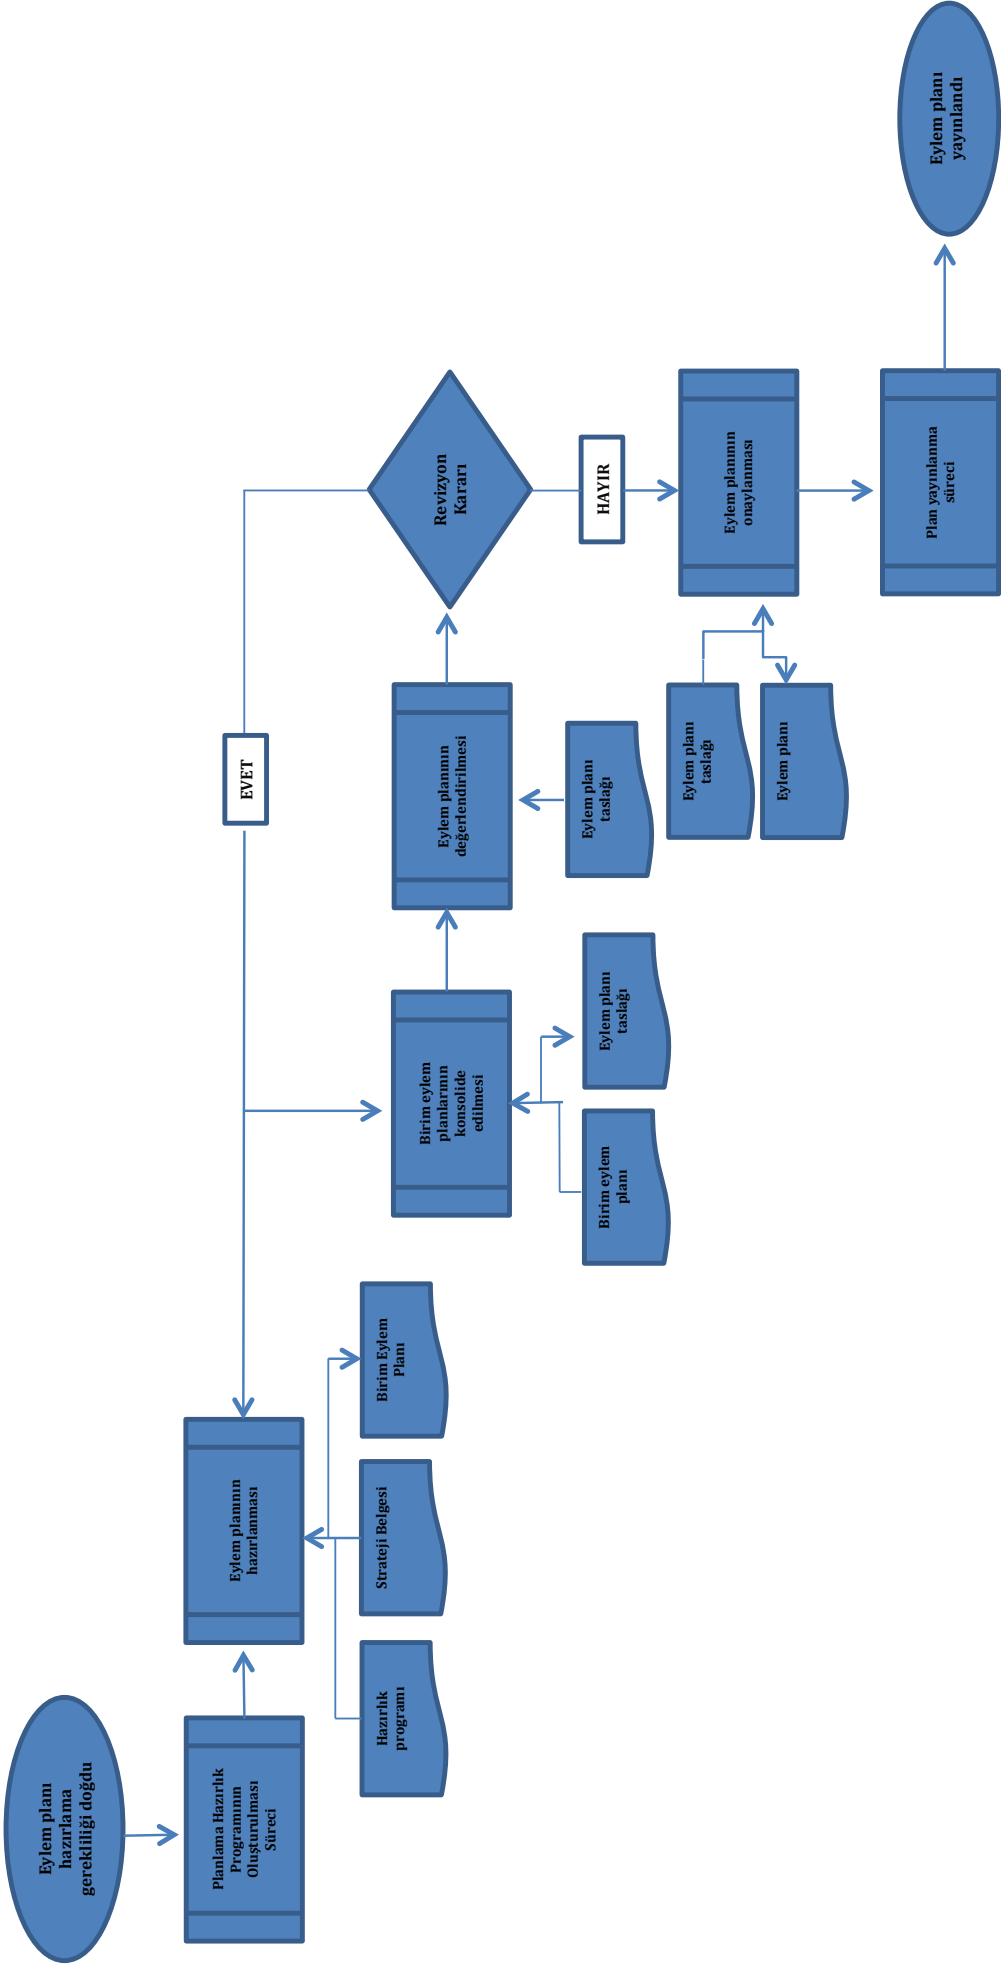 Eylem planı
hazırlama
gerekliliği doğdu
Planlama Hazırlık
Programının
Oluşturulması
Süreci
Eylem planının
hazırlanması
Hazırlık
programı
Strateji Belgesi
Birim Eylem
Planı
Birim eylem
planlarının
konsolide
edilmesi
Birim eylem
planı
Eylem planı
taslağı
Eylem planının
değerlendirilmesi
Eylem planı
taslağı
Revizyon
Kararı
EVET
HAYIR
Eylem planının
onaylanması
Eylem planı
taslağı
Eylem planı
Plan yayınlanma
süreci
Eylem planı
yayınlandı